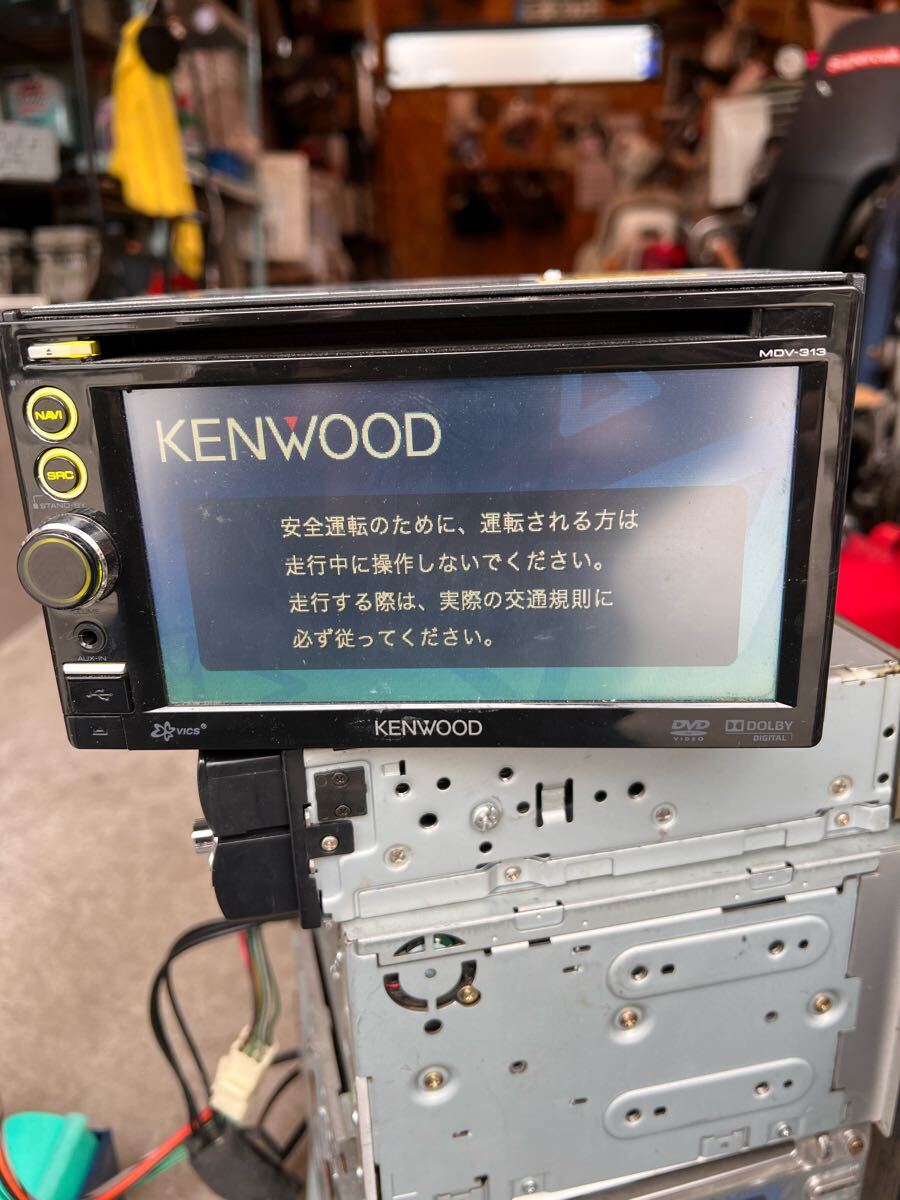 MDV-313
NAVI
SRC
STAND-BY
KENWOOD
安全運転のために、運転される方は
走行中に操作しないでください。
走行する際は、実際の交通規則に
必ず従ってください。
AUX-IN
VICS®
KENWOOD
DVD
VIDEO
DOLBY
DIGITAL